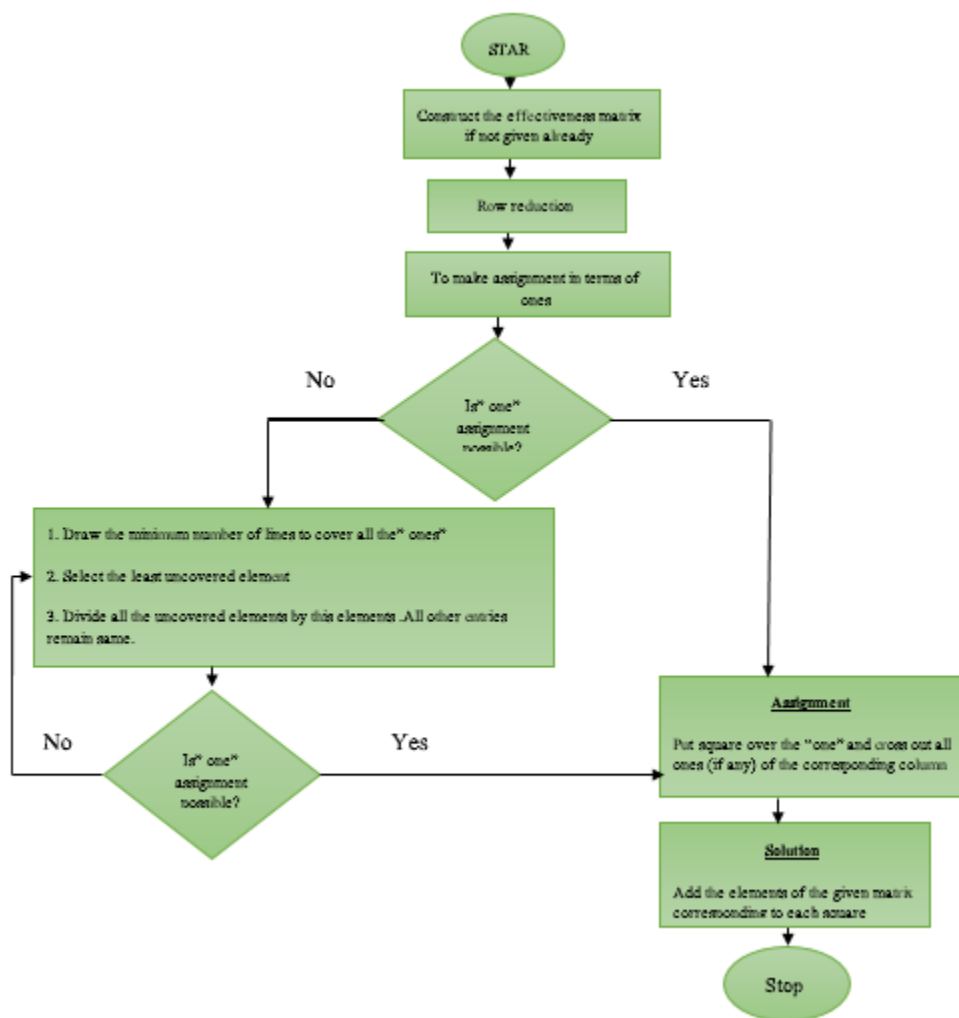 STAR
Construct the effectiveness matrix
if not given already
Row reduction
To make assignment in terms of
ones
No
Yes
Is* one*
assignment
possible?
1. Draw the minimum number of lines to cover all the* ones*
2. Select the least uncovered element
3. Divide all the uncovered elements by this elements .All other entries
remain same.
Assignment
Put square over the "one" and cross out all
ones (if any) of the corresponding column
No
Yes
Is* one*
assignment
possible?
Solution
Add the elements of the given matrix
corresponding to each square
Stop